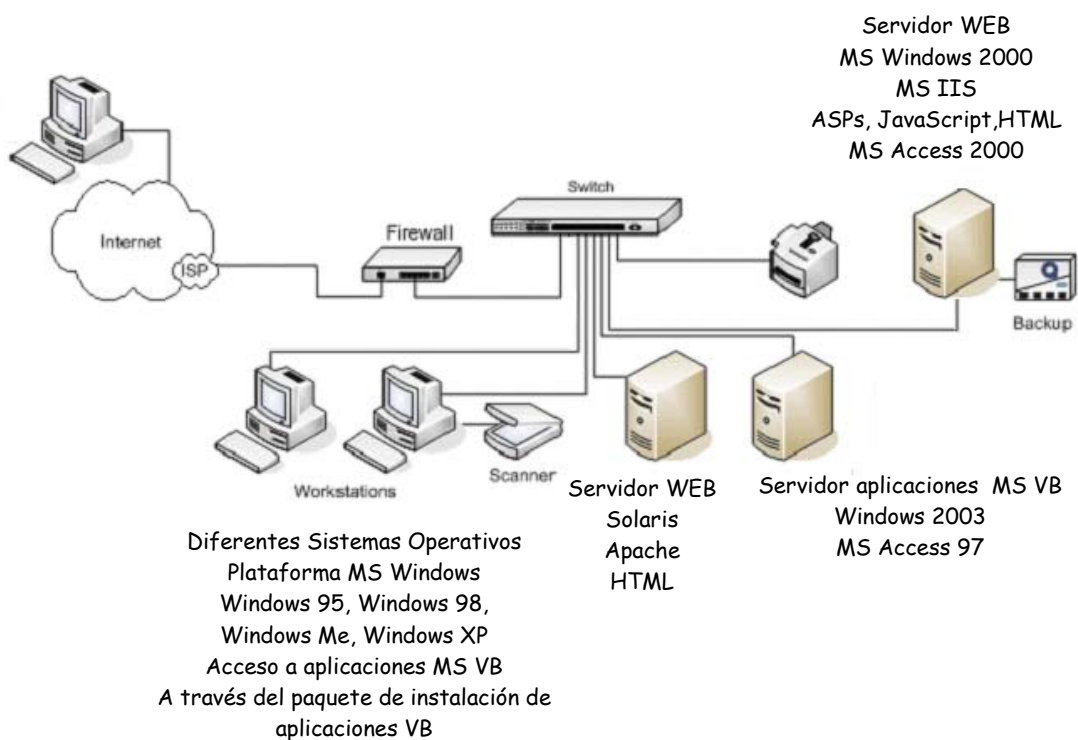 Servidor WEB
MS Windows 2000
MS IIS
ASPs, JavaScript,HTML
MS Access 2000
Switch
Firewall
Internet
ISP
Backup
Workstations
Scanner
Servidor WEB
Solaris
Apache
HTML
Servidor aplicaciones MS VB
Windows 2003
MS Access 97
Diferentes Sistemas Operativos
Plataforma MS Windows
Windows 95, Windows 98,
Windows Me, Windows XP
Acceso a aplicaciones MS VB
A través del paquete de instalación de
aplicaciones VB